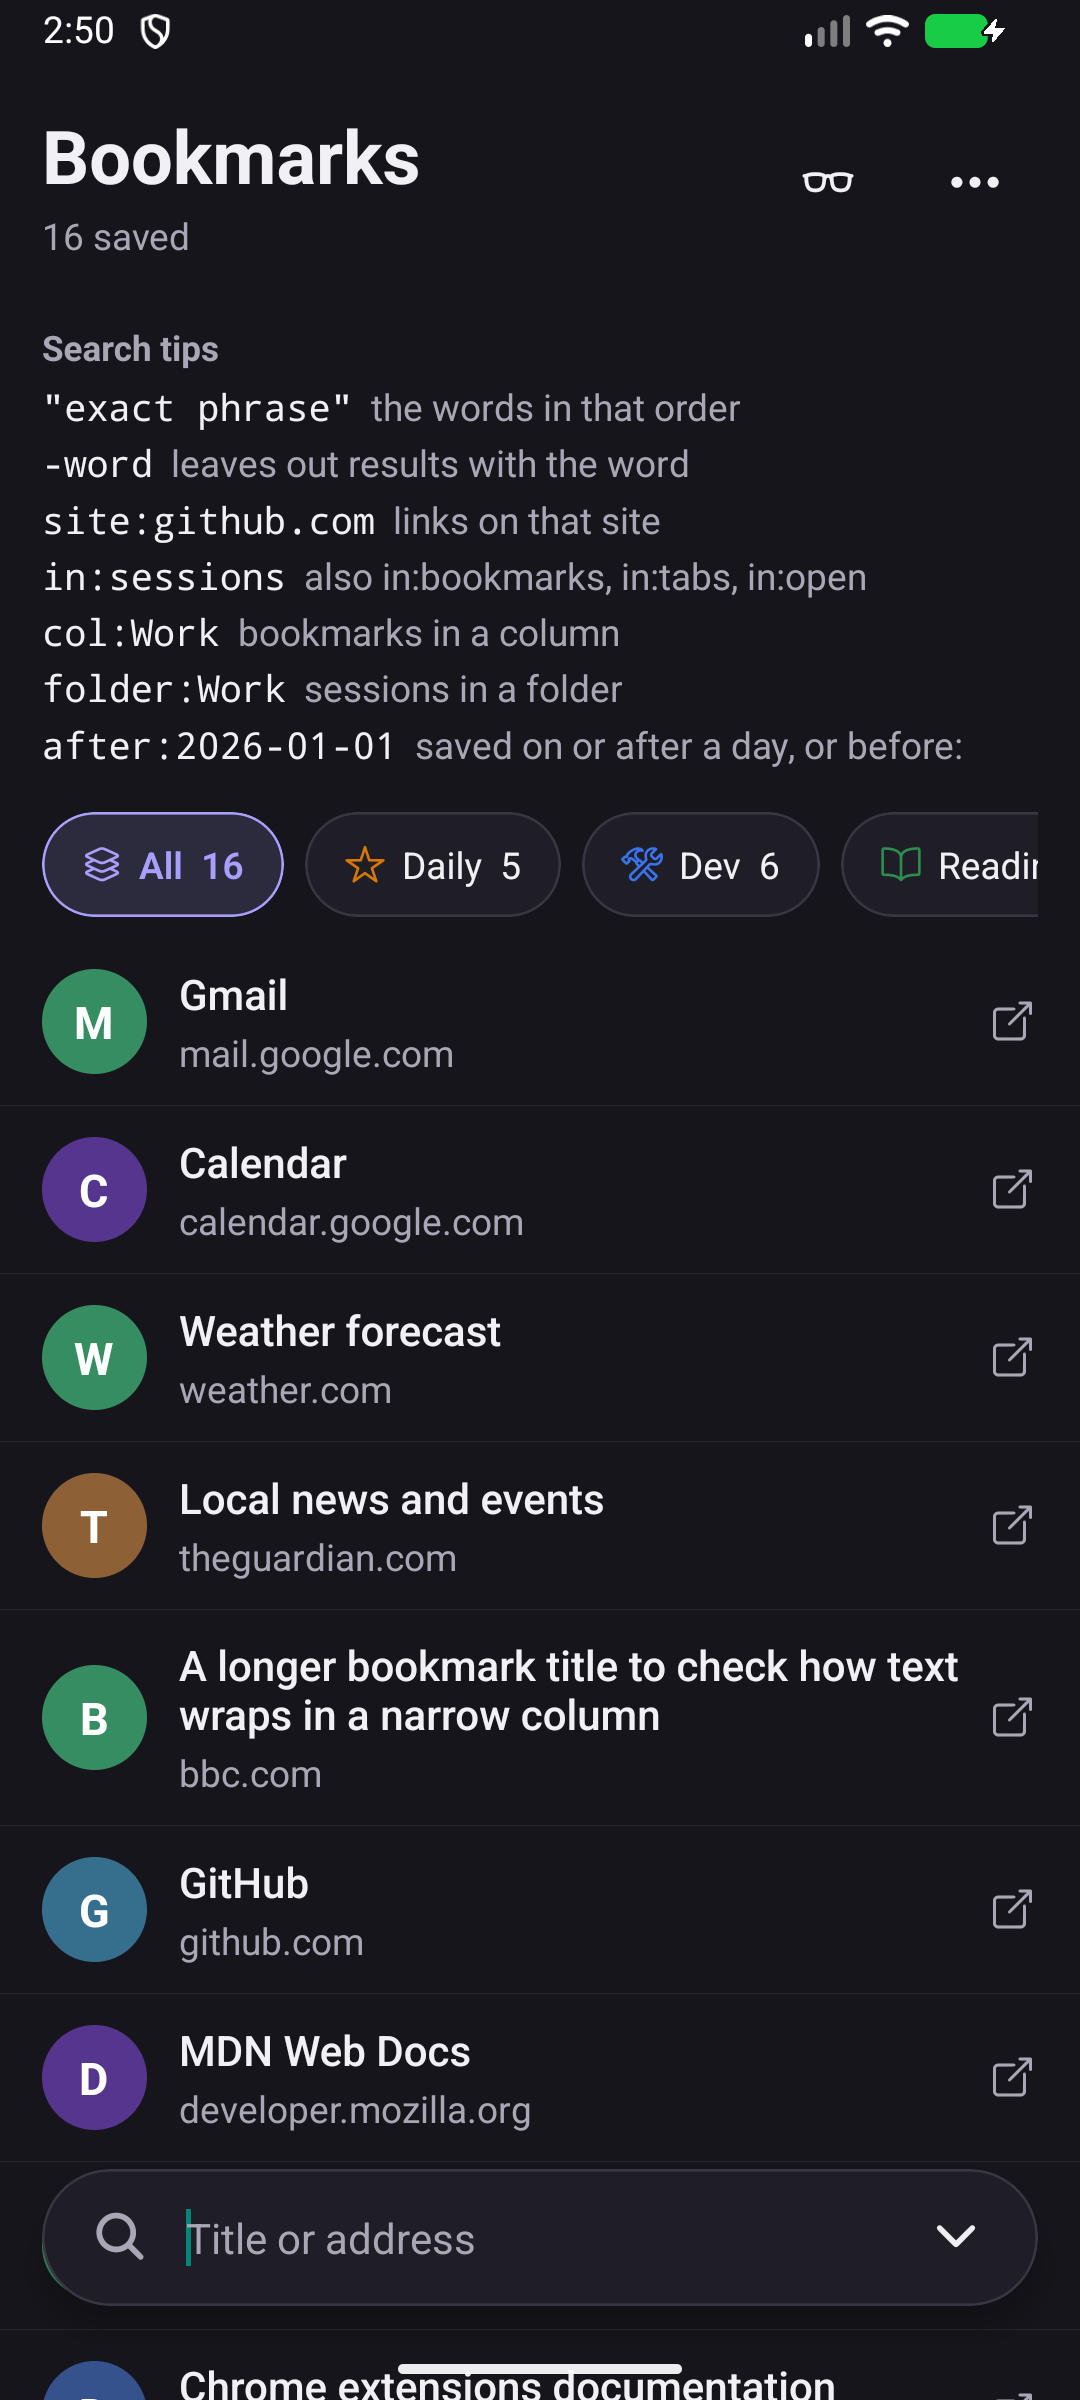 2:50
Bookmarks
16 saved
Search tips
"exact phrase" the words in that order
-word leaves out results with the word
site:github.com links on that site
in:sessions also in:bookmarks, in:tabs, in:open
col:Work bookmarks in a column
folder:Work sessions in a folder
after:2026-01-01 saved on or after a day, or before:
All 16 Daily 5 Dev 6
M Gmail
mail.google.com
C Calendar
calendar.google.com
W Weather forecast
weather.com
T Local news and events
theguardian.com
A longer bookmark title to check how text
B wraps in a narrow column
bbc.com
G GitHub
github.com
D MDN Web Docs
developer.mozilla.org
Title or address
Chrome extensions documentation